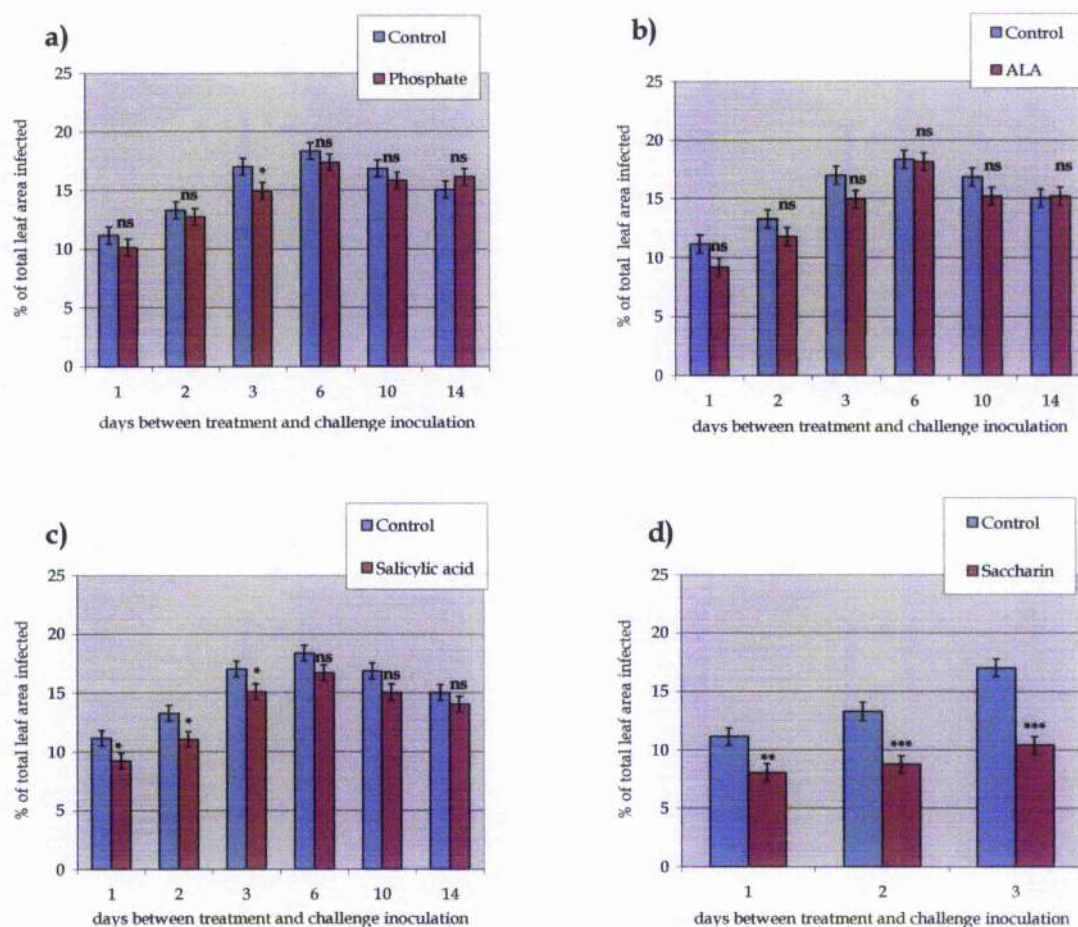 a)
Control
Phosphate
% of total leaf area infected
25
20
15
10
5
0
ns
ns
*
ns
ns
ns
1 2 3 6 10 14
days between treatment and challenge inoculation
b)
Control
ALA
% of total leaf area infected
25
20
15
10
5
0
ns
ns
ns
ns
ns
ns
1 2 3 6 10 14
days between treatment and challenge inoculation
c)
Control
Salicylic acid
% of total leaf area infected
25
20
15
10
5
0
*
*
*
ns
ns
ns
1 2 3 6 10 14
days between treatment and challenge inoculation
d)
Control
Saccharin
% of total leaf area infected
25
20
15
10
5
0
**
***
***
1 2 3
days between treatment and challenge inoculation